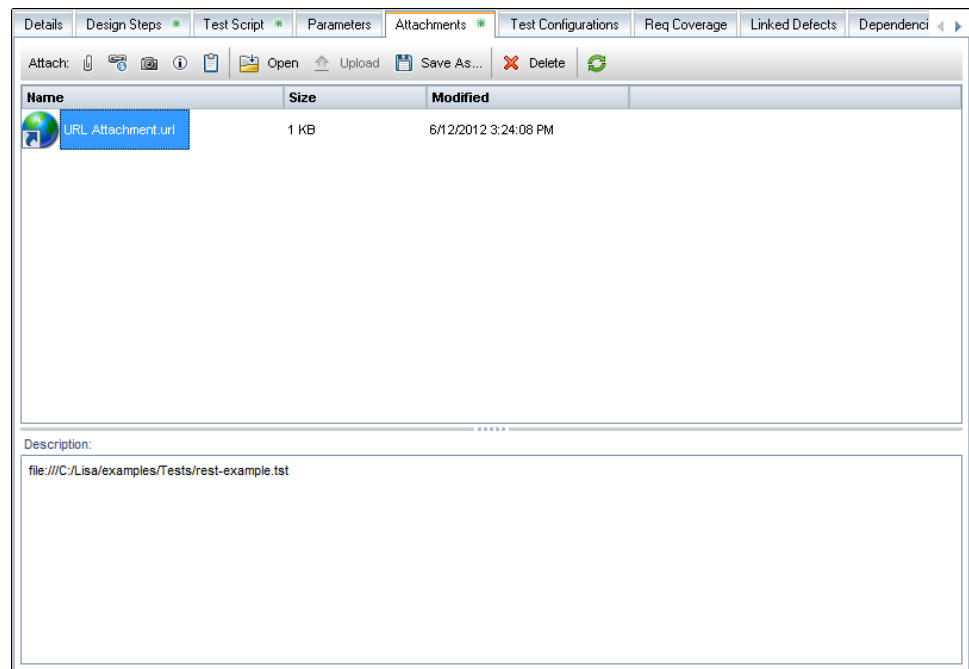 Details Design Steps * Test Script * Parameters Attachments * Test Configurations Req Coverage Linked Defects Dependenci
Attach: Open Upload Save As... Delete
Name Size Modified
URL Attachment.url 1 KB 6/12/2012 3:24:08 PM
Description:
file:///C:/Lisa/examples/Tests/rest-example.tst